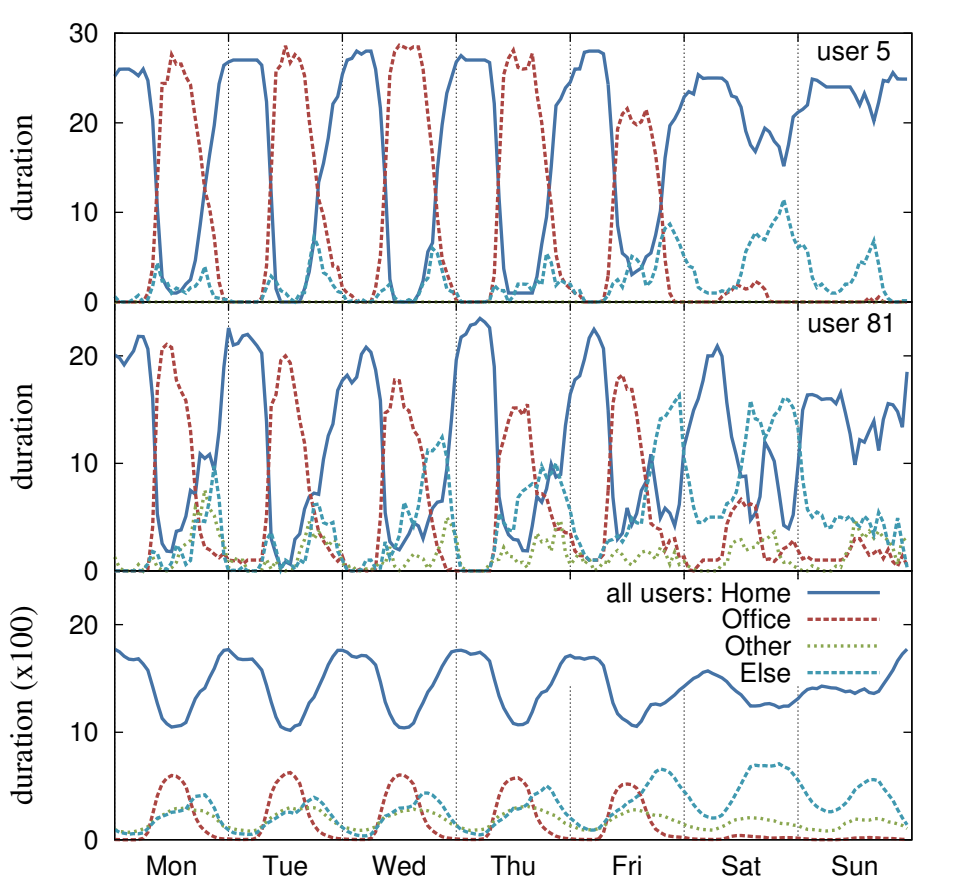 30
20
10
0
duration
user 5
20
10
0
duration
user 81
20
10
0
duration (x100)
all users: Home
Office
Other
Else
Mon Tue Wed Thu Fri Sat Sun